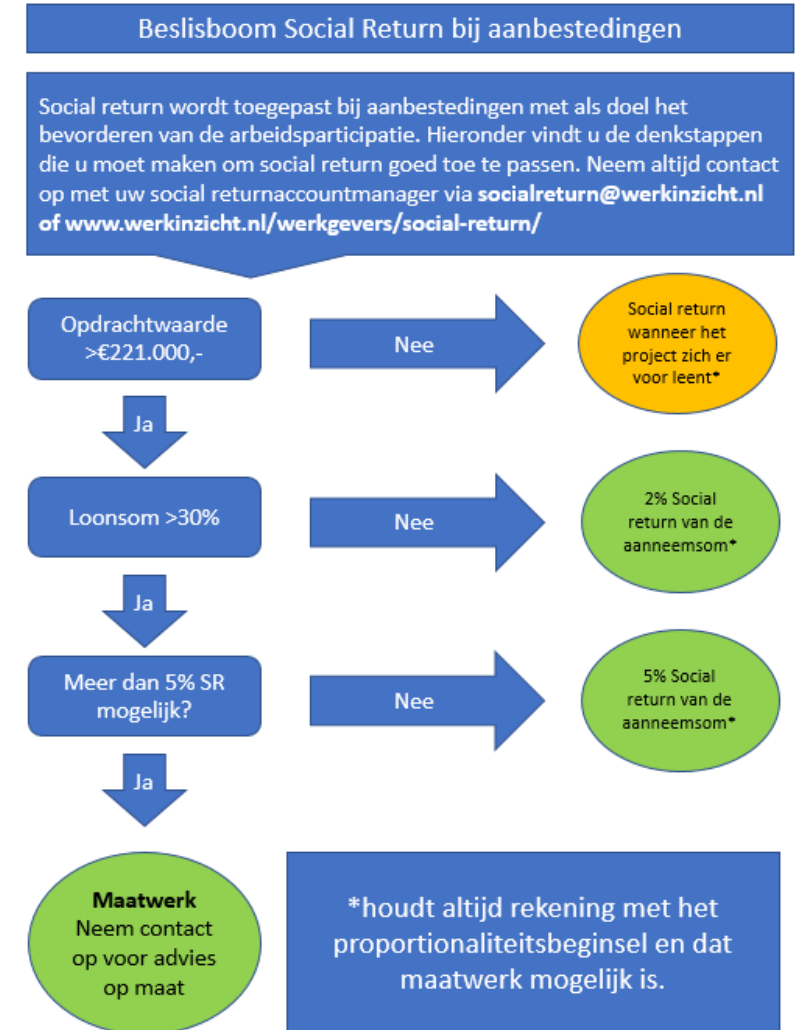 Beslisboom Social Return bij aanbestedingen
Social return wordt toegepast bij aanbestedingen met als doel het
bevorderen van de arbeidsparticipatie. Hieronder vindt u de denkstappen
die u moet maken om social return goed toe te passen. Neem altijd contact
op met uw social returnaccountmanager via socialreturn@werkinzicht.nl
of www.werkinzicht.nl/werkgevers/social-return/
Opdrachtwaarde
>€221.000,-
Nee
Social return
wanneer het
project zich er
voor leent*
Ja
Loonsom >30%
Nee
2% Social
return van de
aanneemsom*
Ja
Meer dan 5% SR
mogelijk?
Nee
5% Social
return van de
aanneemsom*
Ja
Maatwerk
Neem contact
op voor advies
op maat
*houdt altijd rekening met het
proportionaliteitsbeginsel en dat
maatwerk mogelijk is.